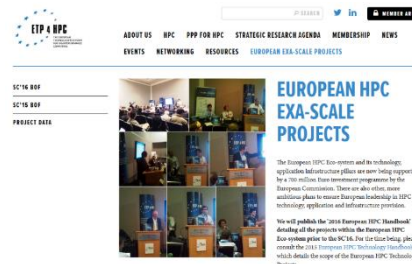 SEARCH
in
MEMBER AR
ETP 4 HPC
ABOUT US HPC PPP FOR HPC STRATEGIC RESEARCH AGENDA MEMBERSHIP NEWS
EVENTS NETWORKING RESOURCES EUROPEAN EXA-SCALE PROJECTS
SC'16 BOF
SC'15 BOF
PROJECT DATA
EUROPEAN HPC
EXA-SCALE
PROJECTS
The European HPC Eco-system and its technology,
application infrastructure pillars are now being support
by a 700 million Euro investment programme by the
European Commission. There are also other, more
ambitious plans to ensure European leadership in HPC
technology, application and infrastructure provision.
We will publish the '2016 European HPC Handbook'
detailing all the projects within the European HPC
Eco-system prior to the SC'16. For the time being, plea
consult the 2015 European HPC Technology Handbook
which details the scope of the European HPC Technolo